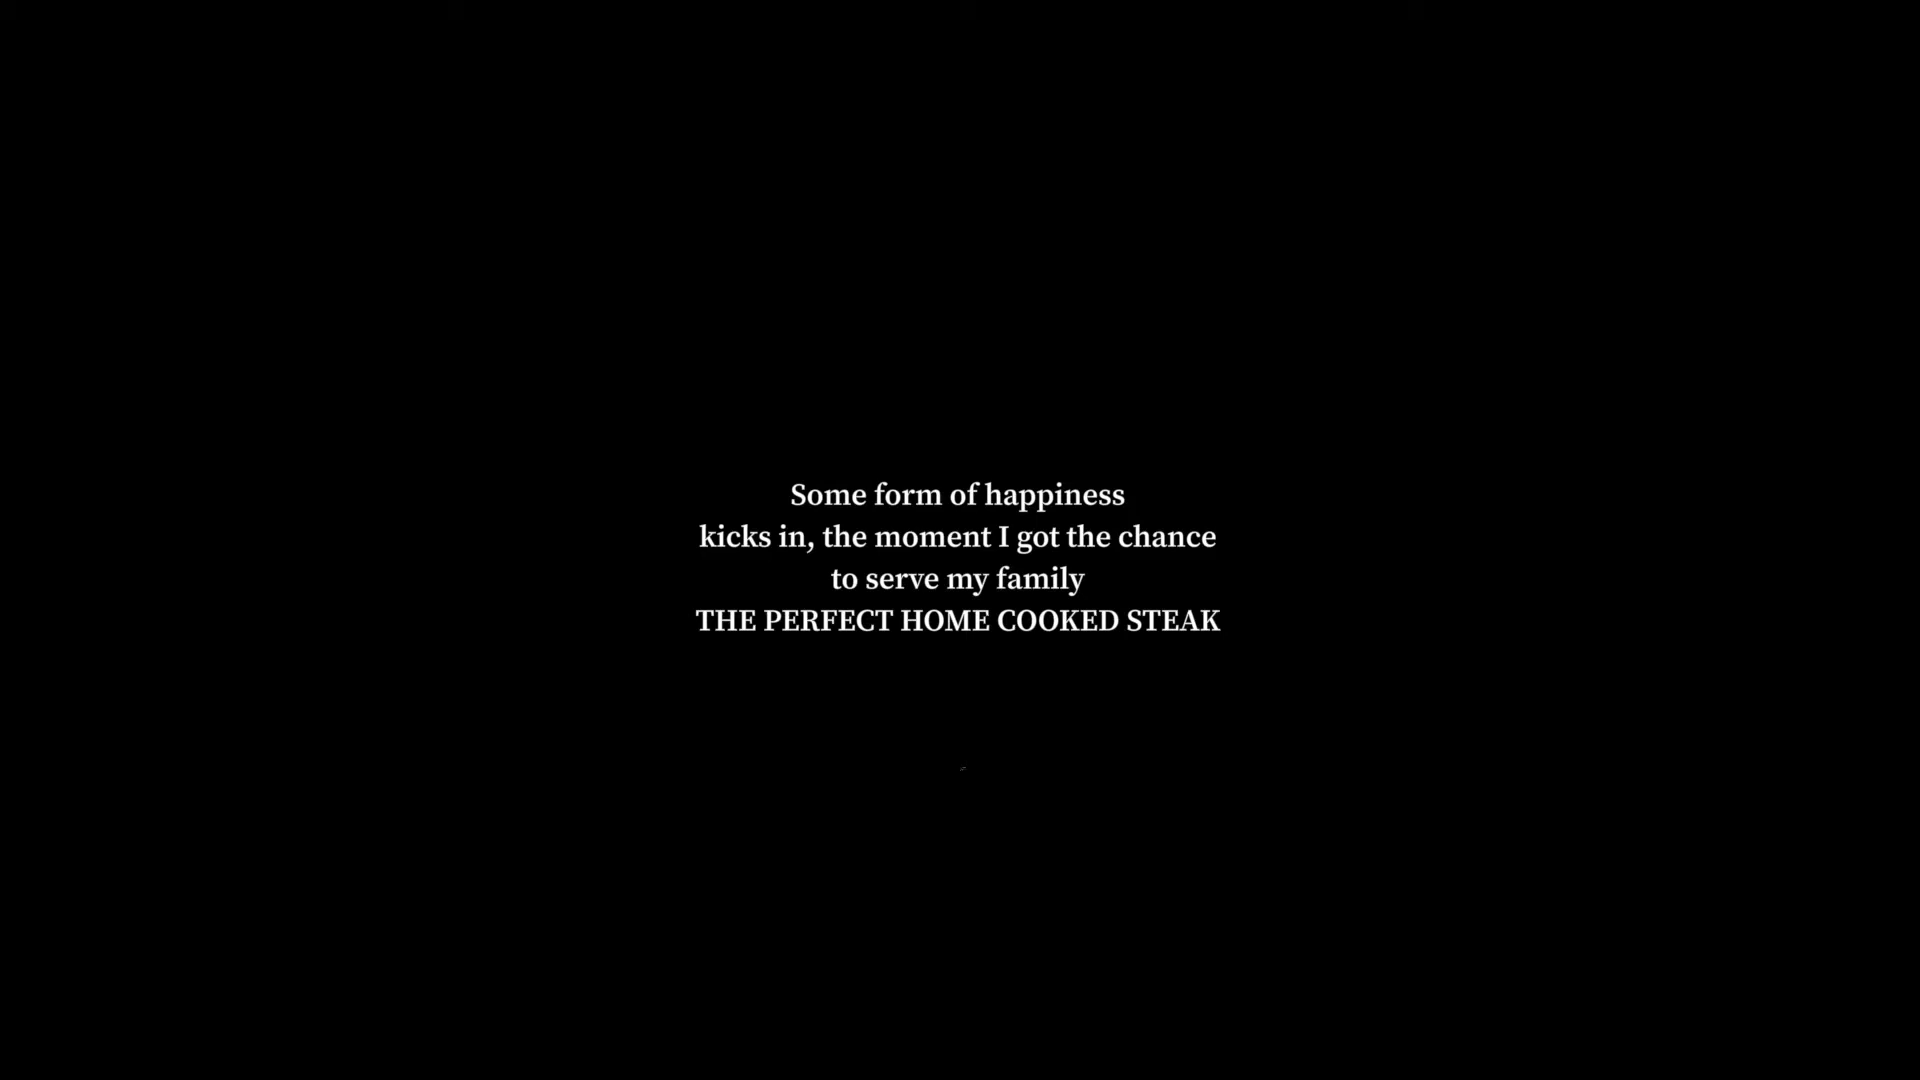 Some form of happiness
kicks in, the moment I got the chance
to serve my family
THE PERFECT HOME COOKED STEAK